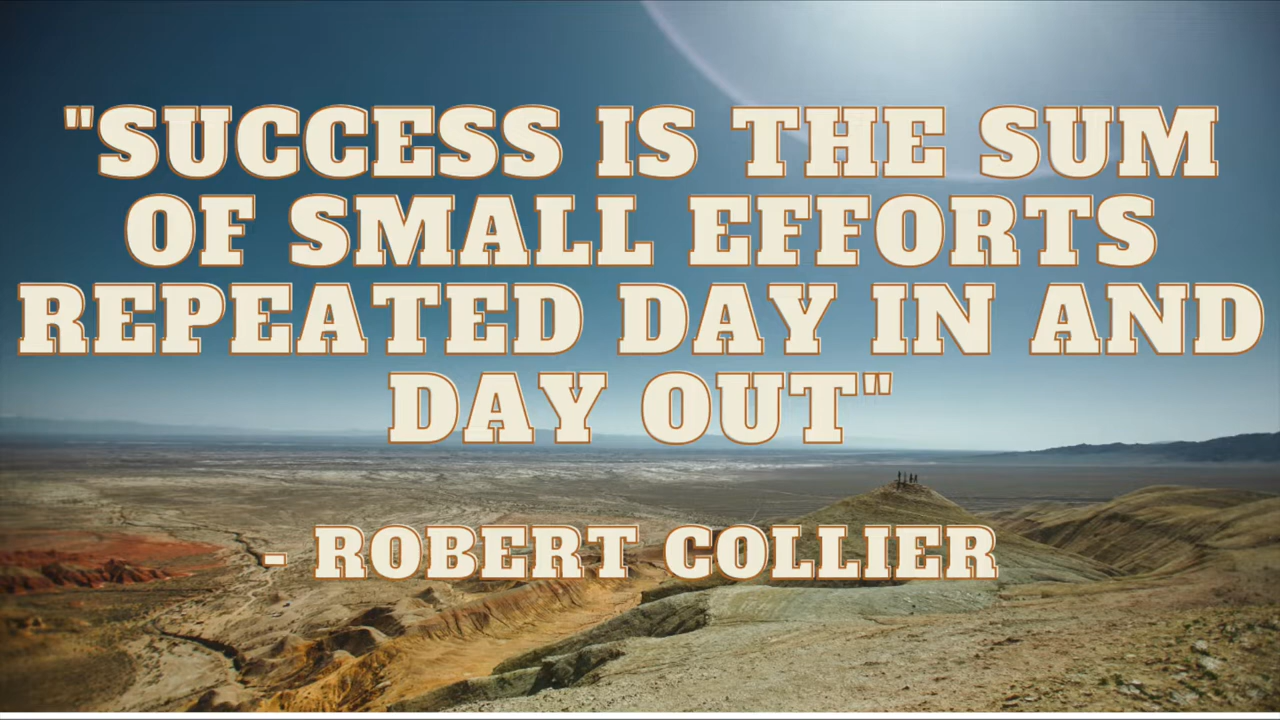 "SUCCESS IS THE SUM
OF SMALL EFFORTS
REPEATED DAY IN AND
DAY OUT"
- ROBERT COLLIER